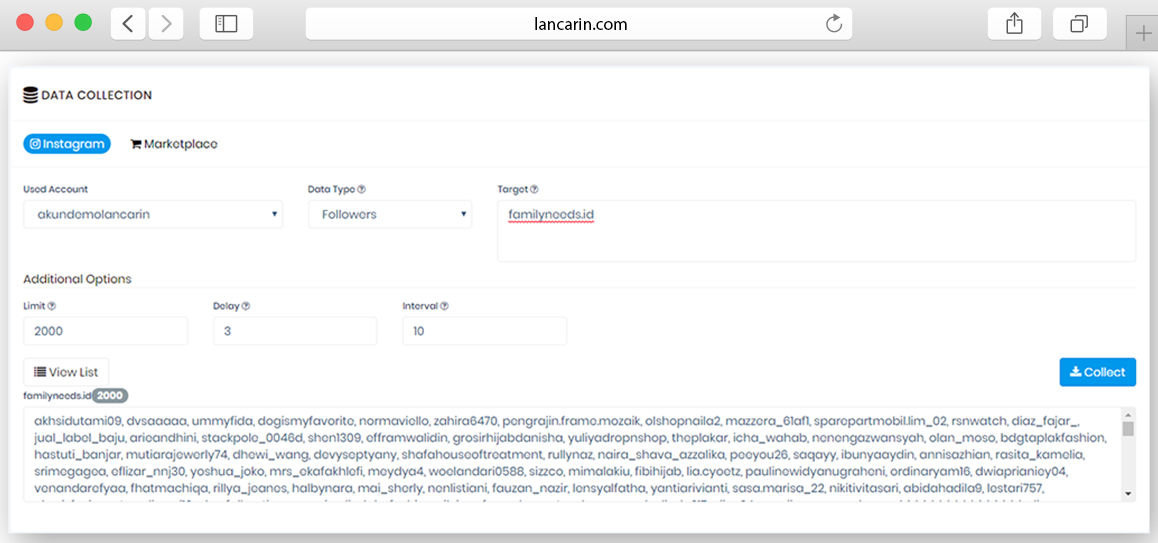 lancarin.com
DATA COLLECTION
Instagram Marketplace
Used Account Data Type Target
akundemolancarin Followers familyneeds.id
Additional Options
Limit Delay Interval
2000 3 10
View List Collect
familyneeds.id 2000
akhsidutami09, dvsaaaaa, ummyfida, dogismyfavorito, normaviello, zahira6470, pengrajin.frame.mozaik, olshopnaila2, mazzera_61af1, sparepartmobil.lim_02, rsnwatch, diaz_fajar_,
jual_label_baju, arieandhini, stackpole_0046d, shen1309, efframwalidin, grosirhijabdanisha, yuliyadropnshop, theplakar, icha_wahab, nenengazwansyah, olan_meso, bdgtaplakfashion,
hastuti_banjar, mutiarajewerly74, dhewi_wang, devyseptyany, shafahouseoftreatment, rullynaz, naira_shava_azzalika, peeyou26, saqayy, ibunyaaydin, annisazhian, rasita_kamelia,
srimegagea, eflizar_nnj30, yoshua_joko, mrs_ekafakhlefi, meydya4, woelandari0588, sizzco, mimalakiu, fibihijab, lia.cyeetz, paulinewidyanugraheni, ordinaryam16, dwiaprianiey04,
venandarefyaa, fhatmachiqa, rillya_jeanes, halbynara, mai_sherly, nenlistiani, fauzan_nazir, lensyalfatha, yantiarivianti, sasa.marisa_22, nikitivitasari, abidahadila9, lestari757,